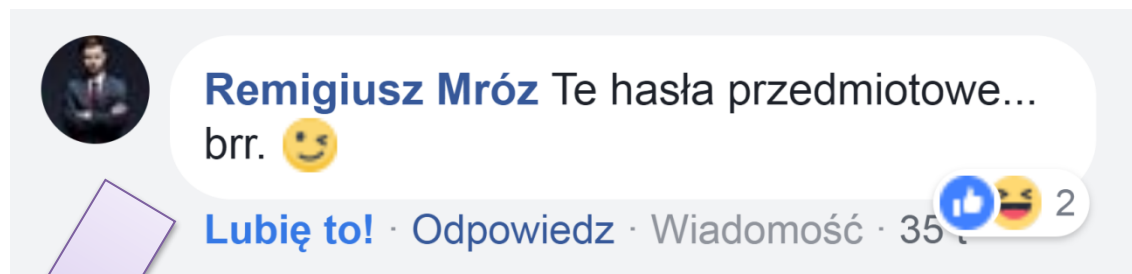 Remigiusz Mróz Te hasła przedmiotowe...
brr.
2
Lubię to! · Odpowiedz · Wiadomość · 35